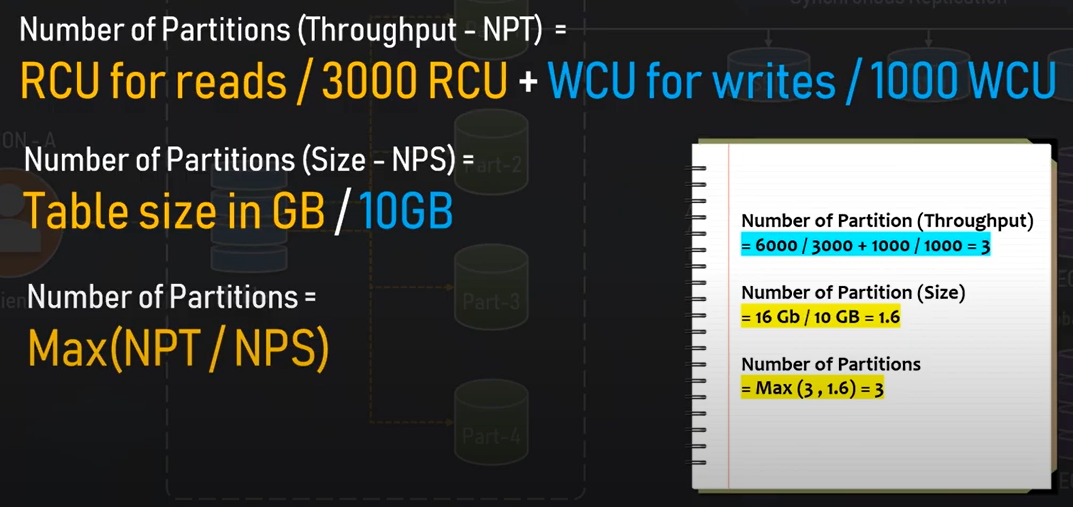 Synchronous Replication
Number of Partitions (Throughput - NPT) =
RCU for reads / 3000 RCU + WCU for writes / 1000 WCU
Number of Partitions (Size - NPS) =
Table size in GB / 10GB
Number of Partitions =
Max(NPT / NPS)
Number of Partition (Throughput)
= 6000 / 3000 + 1000 / 1000 = 3
Number of Partition (Size)
= 16 Gb / 10 GB = 1.6
Number of Partitions
= Max (3 , 1.6) = 3
ON - A
Part-2
Part-3
Part-4